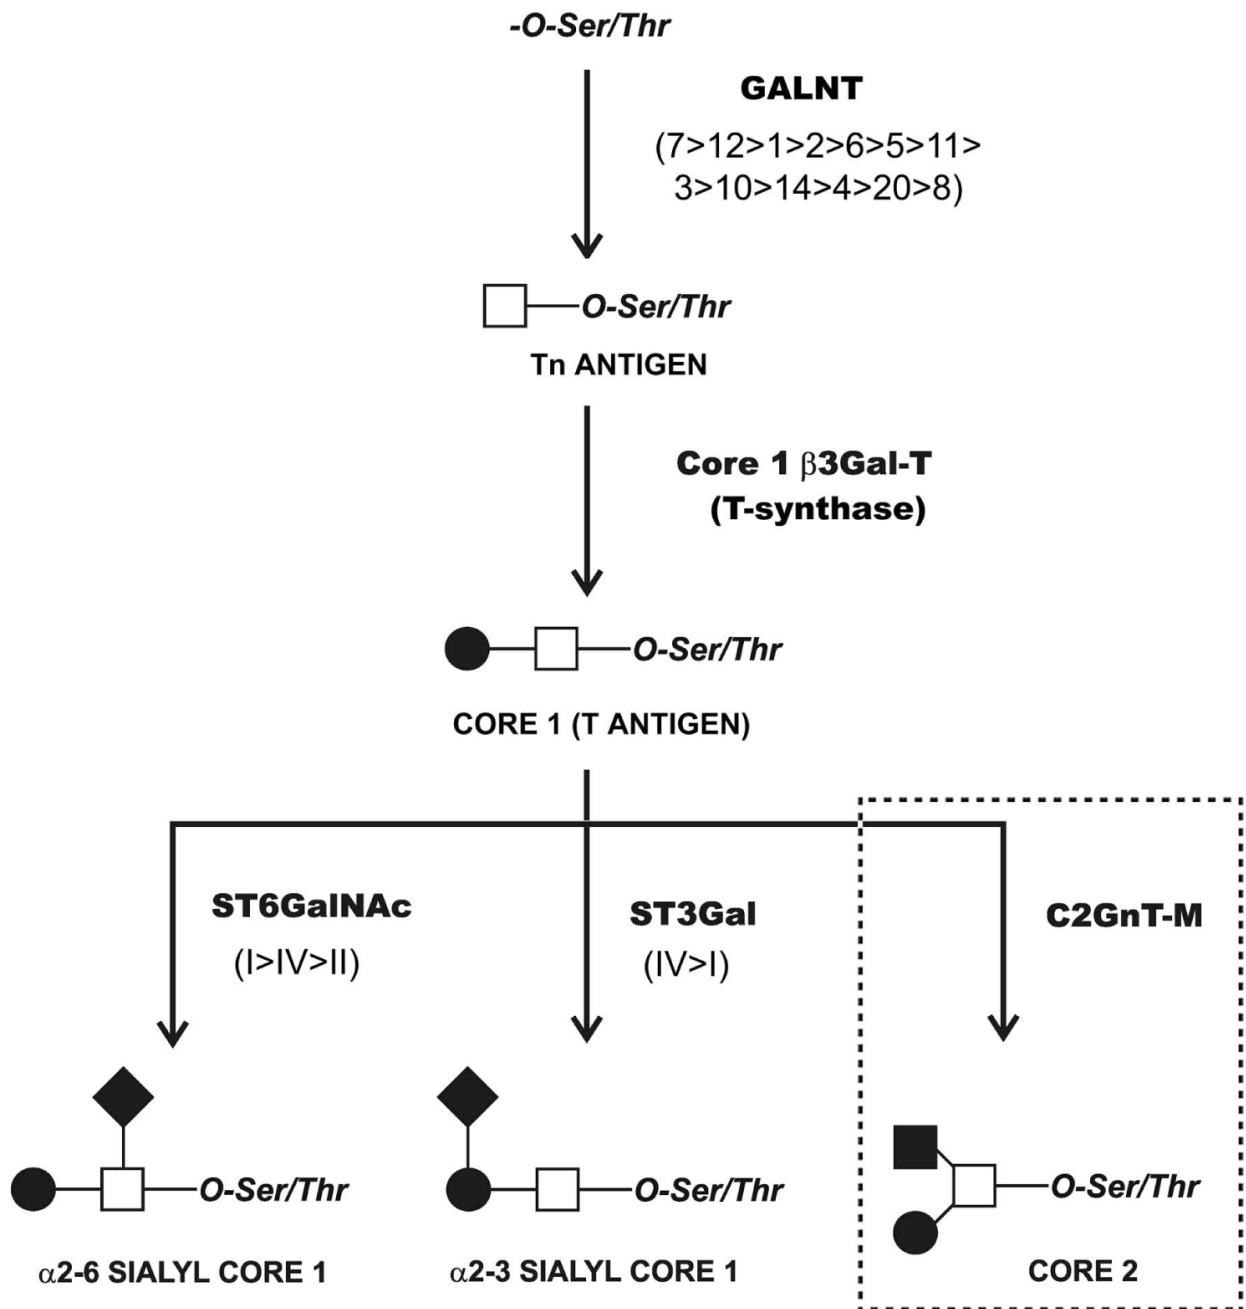 -O-Ser/Thr
GALNT
(7>12>1>2>6>5>11>
3>10>14>4>20>8)
O-Ser/Thr
Tn ANTIGEN
Core 1 β3Gal-T
(T-synthase)
O-Ser/Thr
CORE 1 (T ANTIGEN)
ST6GalNAc
(I>IV>II)
ST3Gal
(IV>I)
C2GnT-M
O-Ser/Thr
O-Ser/Thr
O-Ser/Thr
α2-6 SIALYL CORE 1
α2-3 SIALYL CORE 1
CORE 2